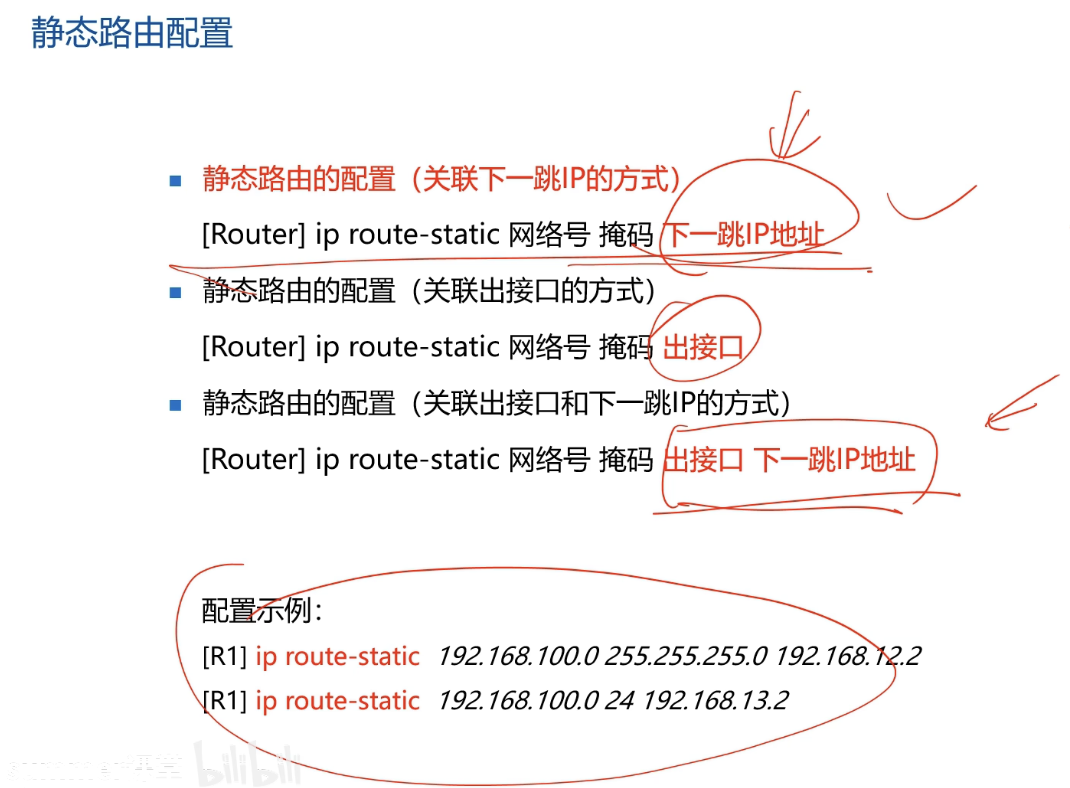 静态路由配置
静态路由的配置（关联下一跳IP的方式）
[Router] ip route-static 网络号 掩码 下一跳IP地址
静态路由的配置（关联出接口的方式）
[Router] ip route-static 网络号 掩码 出接口
静态路由的配置（关联出接口和下一跳IP的方式）
[Router] ip route-static 网络号 掩码 出接口 下一跳IP地址
配置示例：
[R1] ip route-static 192.168.100.0 255.255.255.0 192.168.12.2
[R1] ip route-static 192.168.100.0 24 192.168.13.2
bilibili